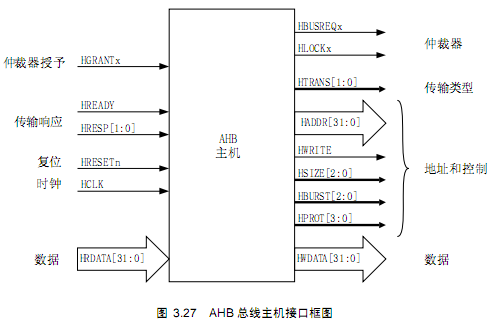 仲裁器授予
HGRANTx
传输响应
HREADY
HRESP[1:0]
复位
HRESETn
时钟
HCLK
数据
HRDATA[31:0]
AHB
主机
HBUSREQx
HLOCKx
仲裁器
HTRANS[1:0]
传输类型
HADDR[31:0]
HWRITE
HSIZE[2:0]
HBURST[2:0]
HPROT[3:0]
地址和控制
HWDATA[31:0]
数据
图 3.27 AHB 总线主机接口框图